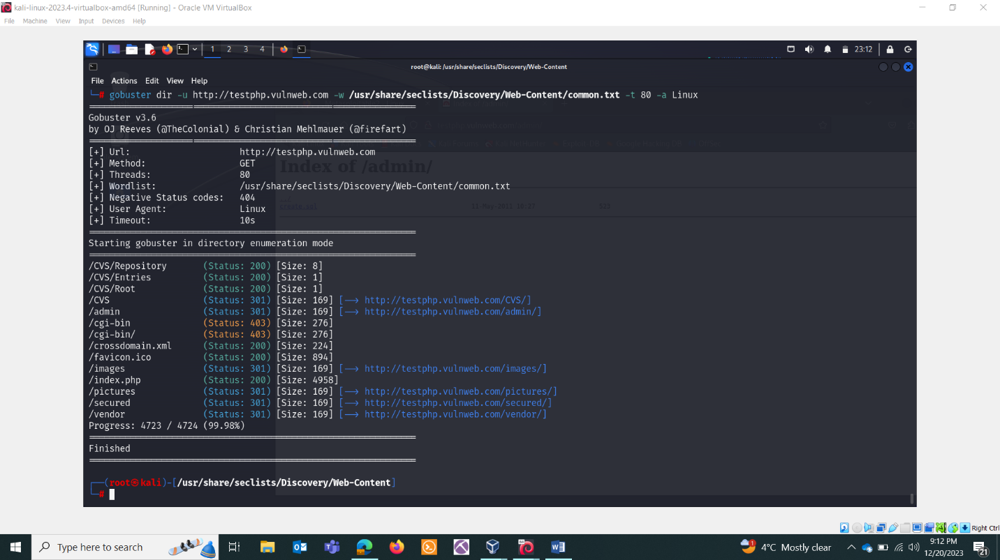 kali-linux-2023.4-virtualbox-amd64 [Running] - Oracle VM VirtualBox
File Machine View Input Devices Help
1 2 3 4 23:12
root@kali: /usr/share/seclists/Discovery/Web-Content
File Actions Edit View Help
└─# gobuster dir -u http://testphp.vulnweb.com -w /usr/share/seclists/Discovery/Web-Content/common.txt -t 80 -a Linux
===============================================================
Gobuster v3.6
by OJ Reeves (@TheColonial) & Christian Mehlmauer (@firefart)
===============================================================
[+] Url: http://testphp.vulnweb.com
[+] Method: GET
[+] Threads: 80
[+] Wordlist: /usr/share/seclists/Discovery/Web-Content/common.txt
[+] Negative Status codes: 404
[+] User Agent: Linux
[+] Timeout: 10s
===============================================================
Starting gobuster in directory enumeration mode
===============================================================
/CVS/Repository (Status: 200) [Size: 8]
/CVS/Entries (Status: 200) [Size: 1]
/CVS/Root (Status: 200) [Size: 1]
/CVS (Status: 301) [Size: 169] [--> http://testphp.vulnweb.com/CVS/]
/admin (Status: 301) [Size: 169] [--> http://testphp.vulnweb.com/admin/]
/cgi-bin (Status: 403) [Size: 276]
/cgi-bin/ (Status: 403) [Size: 276]
/crossdomain.xml (Status: 200) [Size: 224]
/favicon.ico (Status: 200) [Size: 894]
/images (Status: 301) [Size: 169] [--> http://testphp.vulnweb.com/images/]
/index.php (Status: 200) [Size: 4958]
/pictures (Status: 301) [Size: 169] [--> http://testphp.vulnweb.com/pictures/]
/secured (Status: 301) [Size: 169] [--> http://testphp.vulnweb.com/secured/]
/vendor (Status: 301) [Size: 169] [--> http://testphp.vulnweb.com/vendor/]
Progress: 4723 / 4724 (99.98%)
===============================================================
Finished
===============================================================
┌──(root㉿kali)-[/usr/share/seclists/Discovery/Web-Content]
└─#
Index of /admin/
Right Ctrl
Type here to search
4°C Mostly clear
9:12 PM
12/20/2023
21